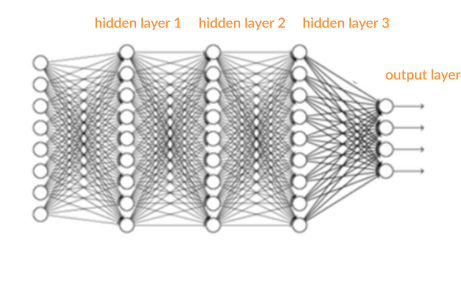 hidden layer 1
hidden layer 2
hidden layer 3
output layer